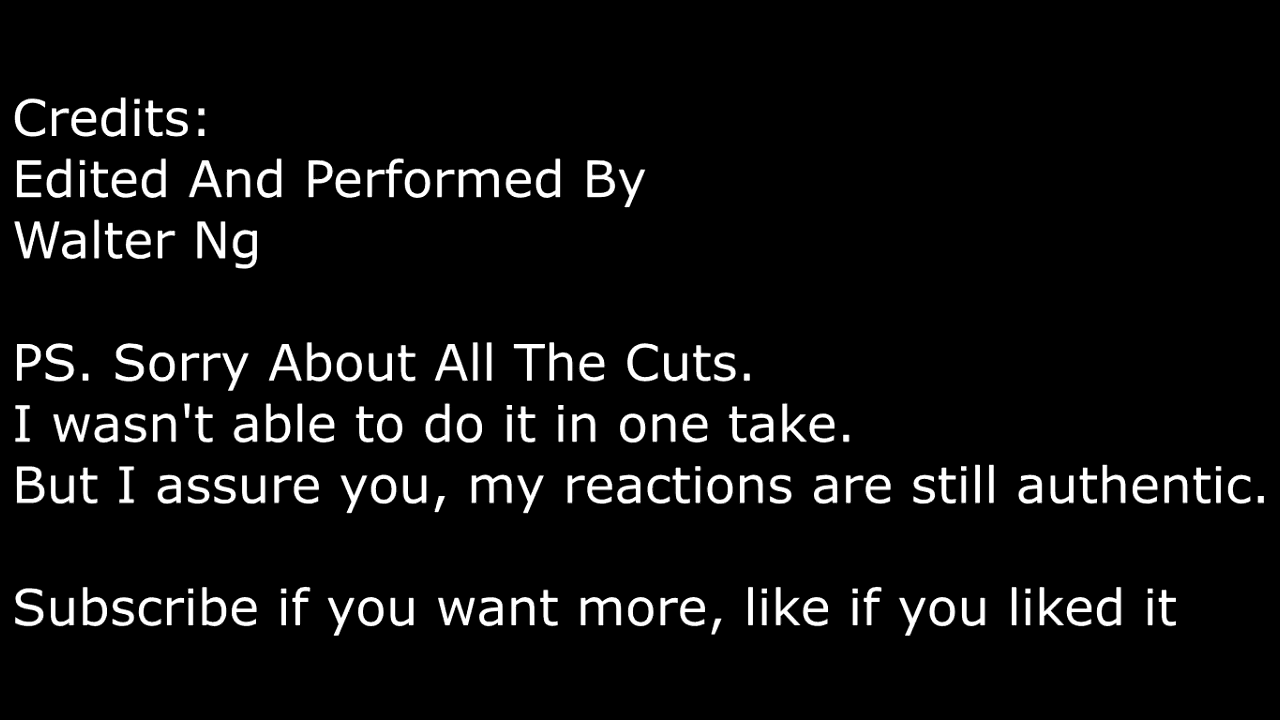 Credits:
Edited And Performed By
Walter Ng
PS. Sorry About All The Cuts.
I wasn't able to do it in one take.
But I assure you, my reactions are still authentic.
Subscribe if you want more, like if you liked it